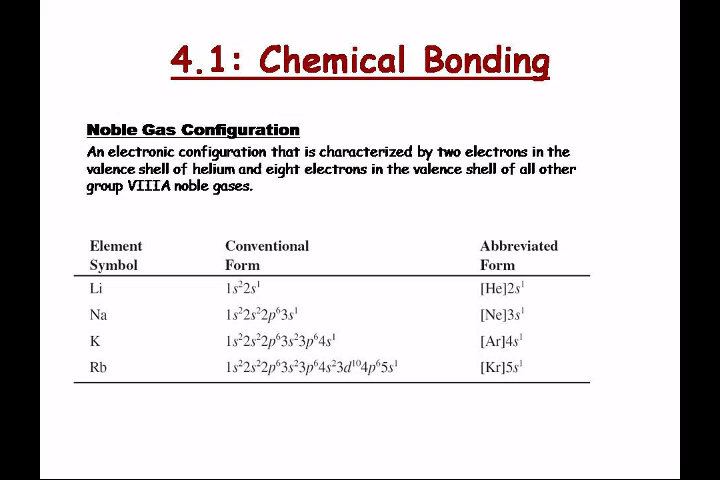 4.1: Chemical Bonding
Noble Gas Configuration
An electronic configuration that is characterized by two electrons in the
valence shell of helium and eight electrons in the valence shell of all other
group VIIIA noble gases.
Element Conventional Abbreviated
Symbol Form Form
Li 1s²2s¹ [He]2s¹
Na 1s²2s²2p⁶3s¹ [Ne]3s¹
K 1s²2s²2p⁶3s²3p⁶4s¹ [Ar]4s¹
Rb 1s²2s²2p⁶3s²3p⁶4s²3d¹⁰4p⁶5s¹ [Kr]5s¹